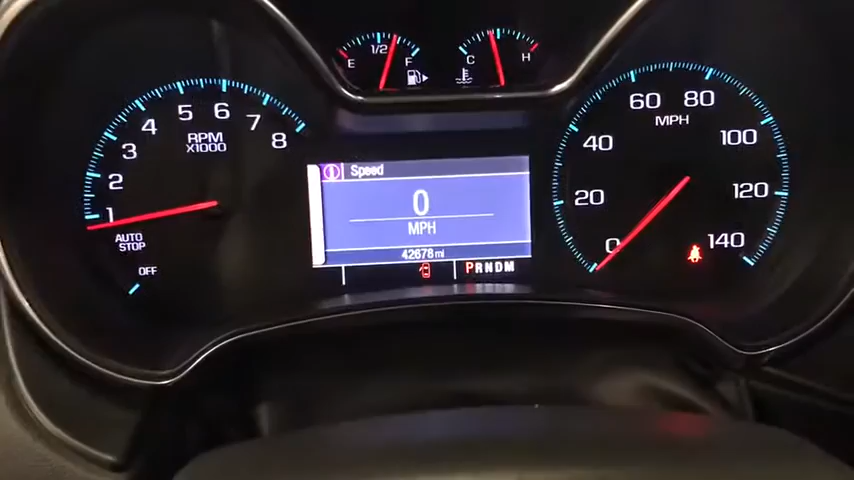 E 1/2 F
C H
1 2 3 4 5 6 7 8
RPM
X1000
AUTO
STOP
OFF
Speed
0
MPH
42678 mi
PRNDM
0 20 40 60 80 100 120 140
MPH